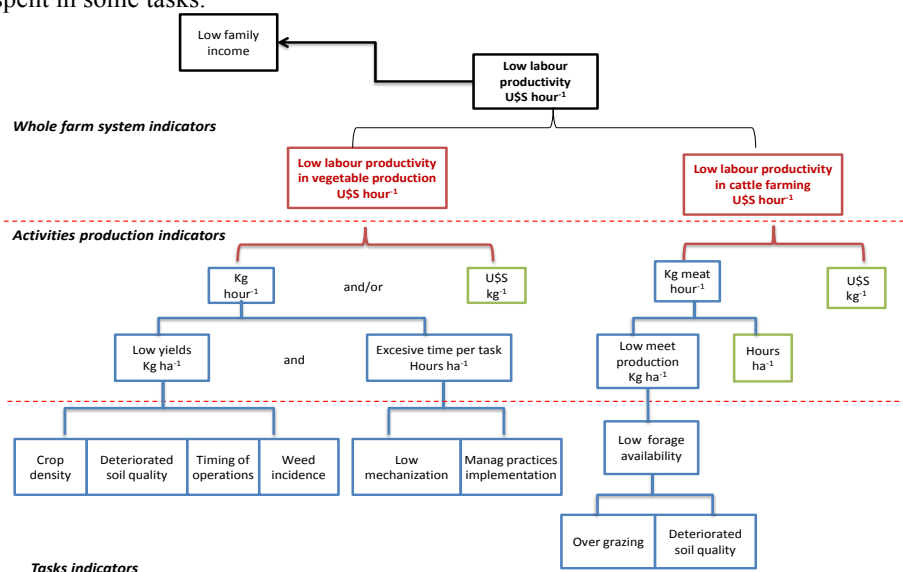 spent in some tasks.
Low family
income
Low labour
productivity
U$S hour-1
Whole farm system indicators
Low labour productivity
in vegetable production
U$S hour-1
Low labour productivity
in cattle farming
U$S hour-1
Activities production indicators
Kg
hour-1
and/or
U$S
kg-1
Kg meat
hour-1
U$S
kg-1
Low yields
Kg ha-1
and
Excesive time per task
Hours ha-1
Low meet
production
Kg ha-1
Hours
ha-1
Crop
density
Deteriorated
soil quality
Timing of
operations
Weed
incidence
Low
mechanization
Manag practices
implementation
Low forage
availability
Over grazing
Deteriorated
soil quality
Tasks indicators